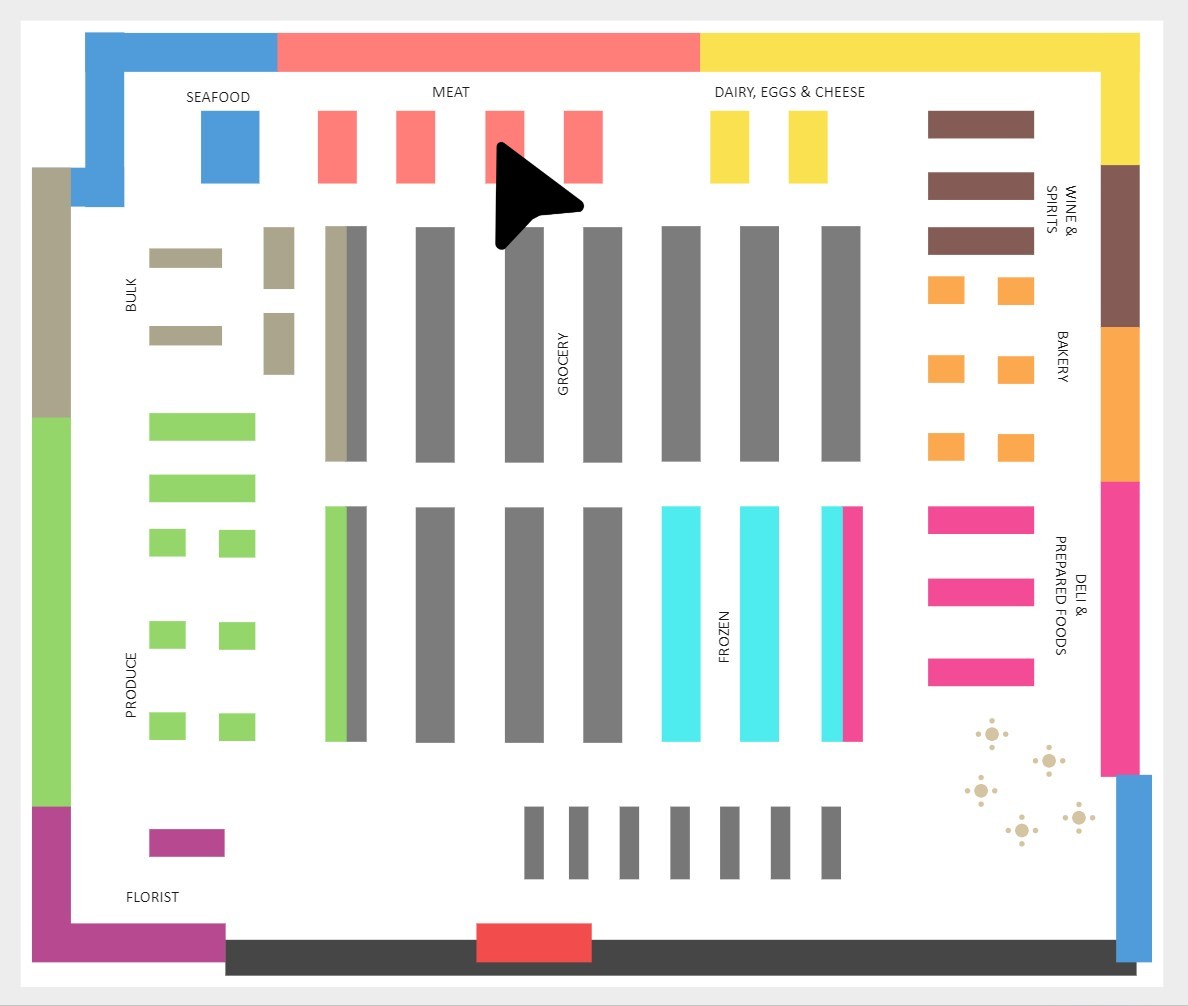 SEAFOOD
MEAT
DAIRY, EGGS & CHEESE
WINE &
SPIRITS
BULK
GROCERY
BAKERY
DELI &
PREPARED FOODS
FROZEN
PRODUCE
FLORIST